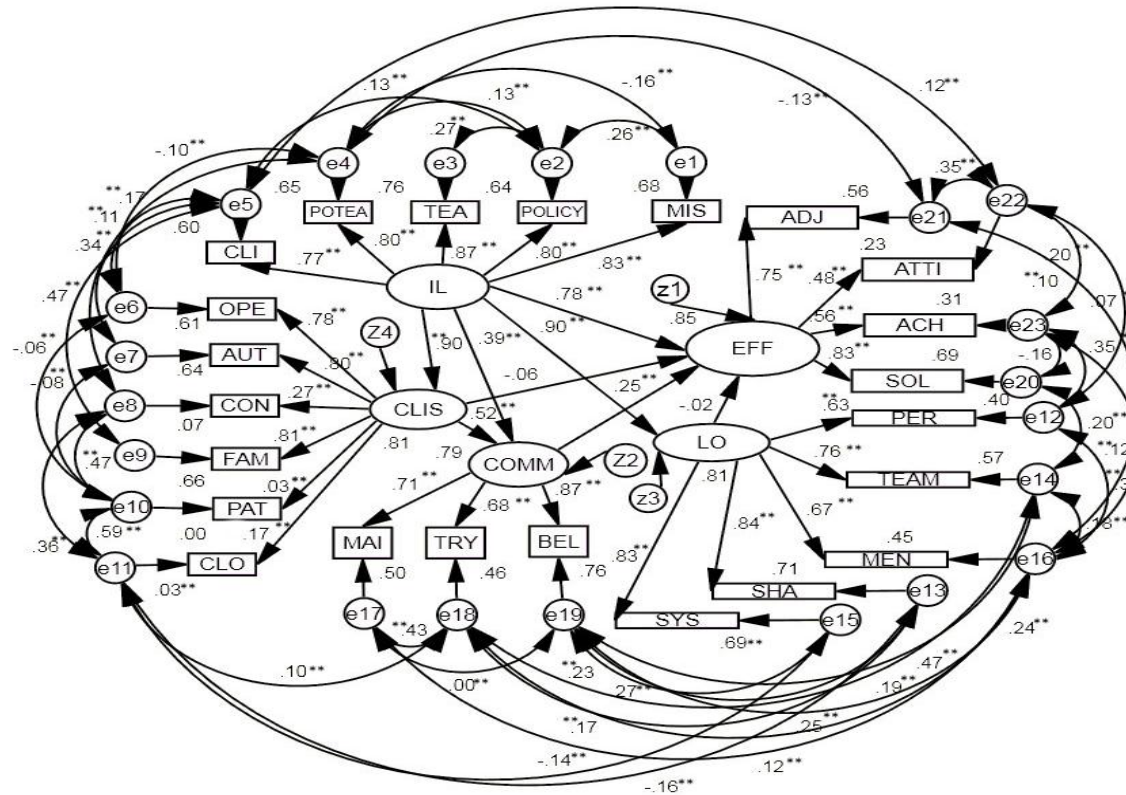 .13**
.13**
-.16**
-.13**
.12**
.27**
.26**
-.10**
e4
e3
e2
e1
.35**
.17
.65
.76
.64
.68
.56
e22
**
.11
e5
POTEA
TEA
POLICY
MIS
ADJ
e21
**
.60
.23
.34
CLI
.80**
.87**
.80**
.83**
ATTI
.20**
**
.77**
IL
.75**
.48**
**.10
.47
z1
.31
.07
e6
OPE
.78**
.78**
.56**
ACH
e23
.61
Z4
.90
**
.39**
.90**
.85
EFF
.35
-.06**
e7
AUT
.83**
.69
-.16
-.08**
.64
.80**
-.06
SOL
e20
e8
CON
.27**
CLIS
.25**
-.02
**.63
PER
.40
e12
.07
.52**
.20**
**
.81**
.81
.79
LO
.76**
.12
.47
e9
FAM
COMM
Z2
.81
TEAM
.57
e14
.66
.71**
.87**
z3
e10
PAT
.03**
.68**
.67**
.18**
.59**
.00
.17**
MAI
TRY
BEL
.83**
.84**
.45
.36**
e11
CLO
MEN
e16
.03**
.50
.46
.76
.71
SHA
e13
e17
e18
e19
SYS
e15
**.43
.69**
.24**
.10**
.00**
**.23
.47**
.27**
.19**
**.17
.25**
-.14**
.12**
-.16**